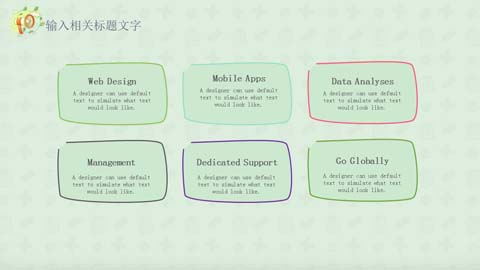 输入相关标题文字
Web Design
A designer can use default
text to simulate what text
would look like.
Mobile Apps
A designer can use default
text to simulate what text
would look like.
Data Analyses
A designer can use default
text to simulate what text
would look like.
Management
A designer can use default
text to simulate what text
would look like.
Dedicated Support
A designer can use default
text to simulate what text
would look like.
Go Globally
A designer can use default
text to simulate what text
would look like.